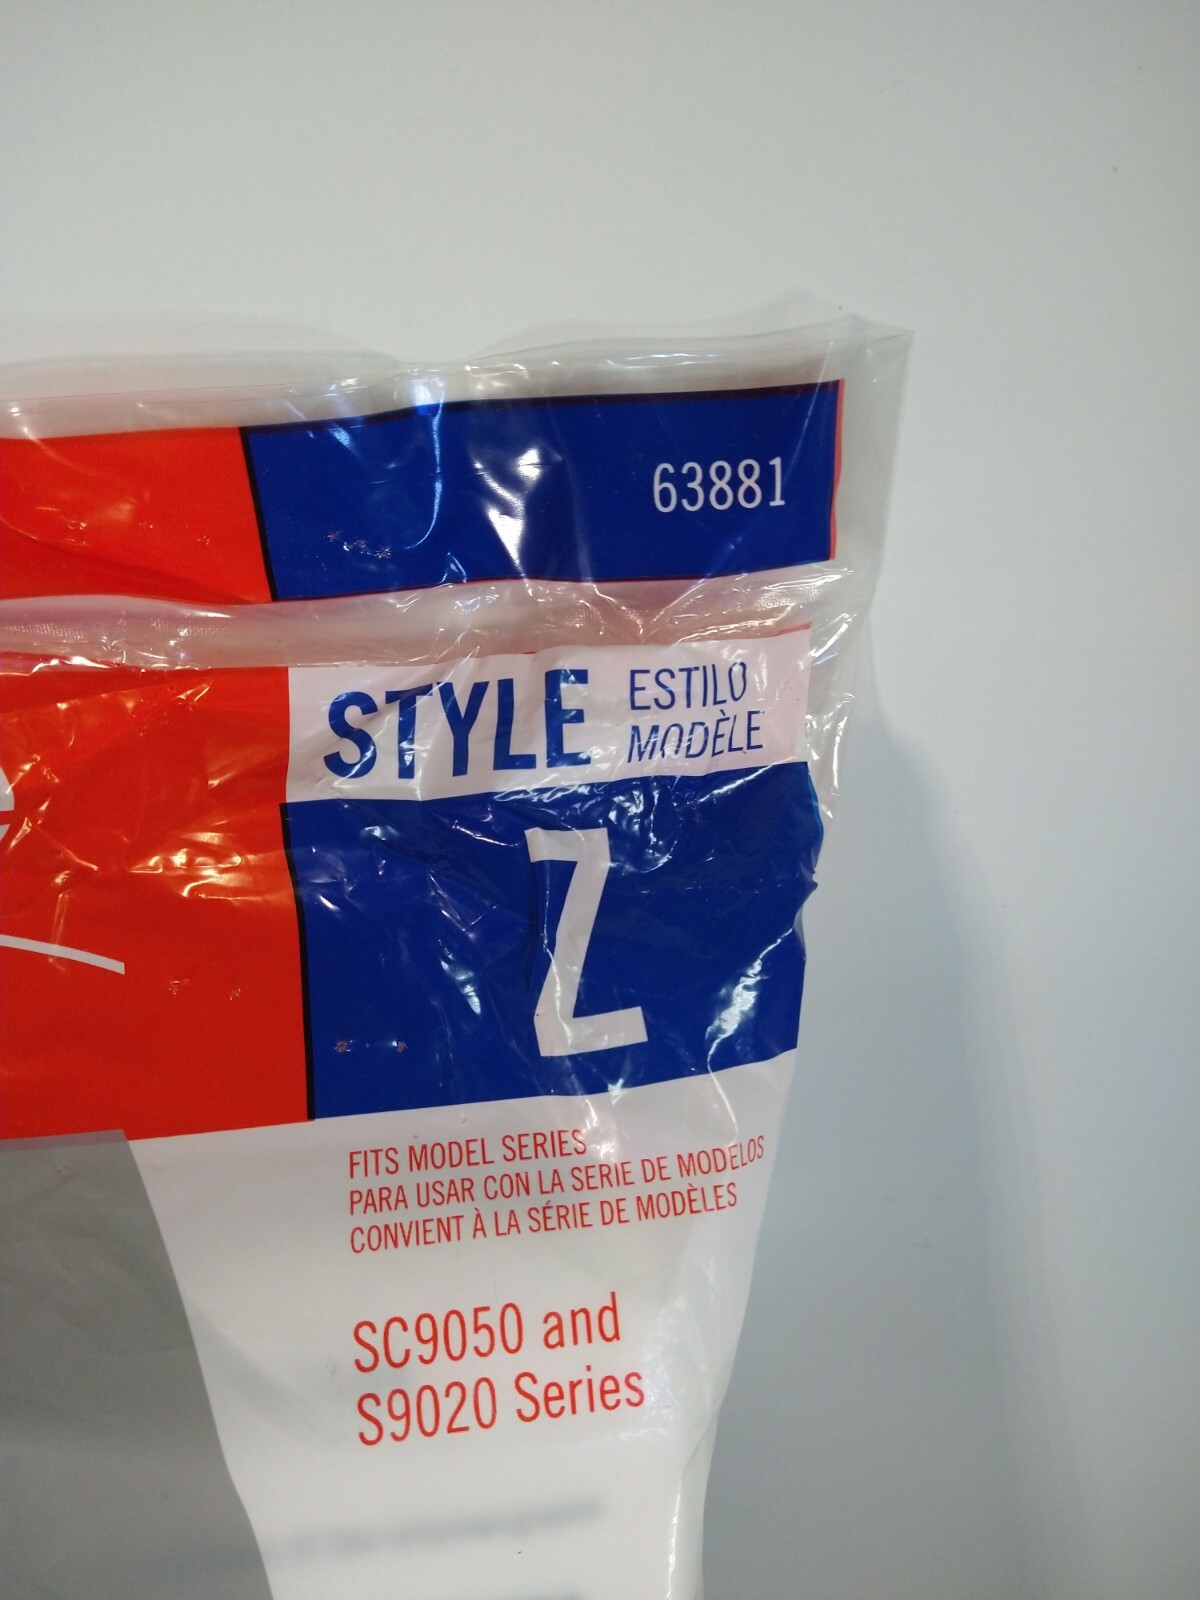 63881
STYLE
ESTILO
MODÈLE
Z
FITS MODEL SERIES
PARA USAR CON LA SERIE DE MODELOS
CONVIENT À LA SÉRIE DE MODÈLES
SC9050 and
S9020 Series